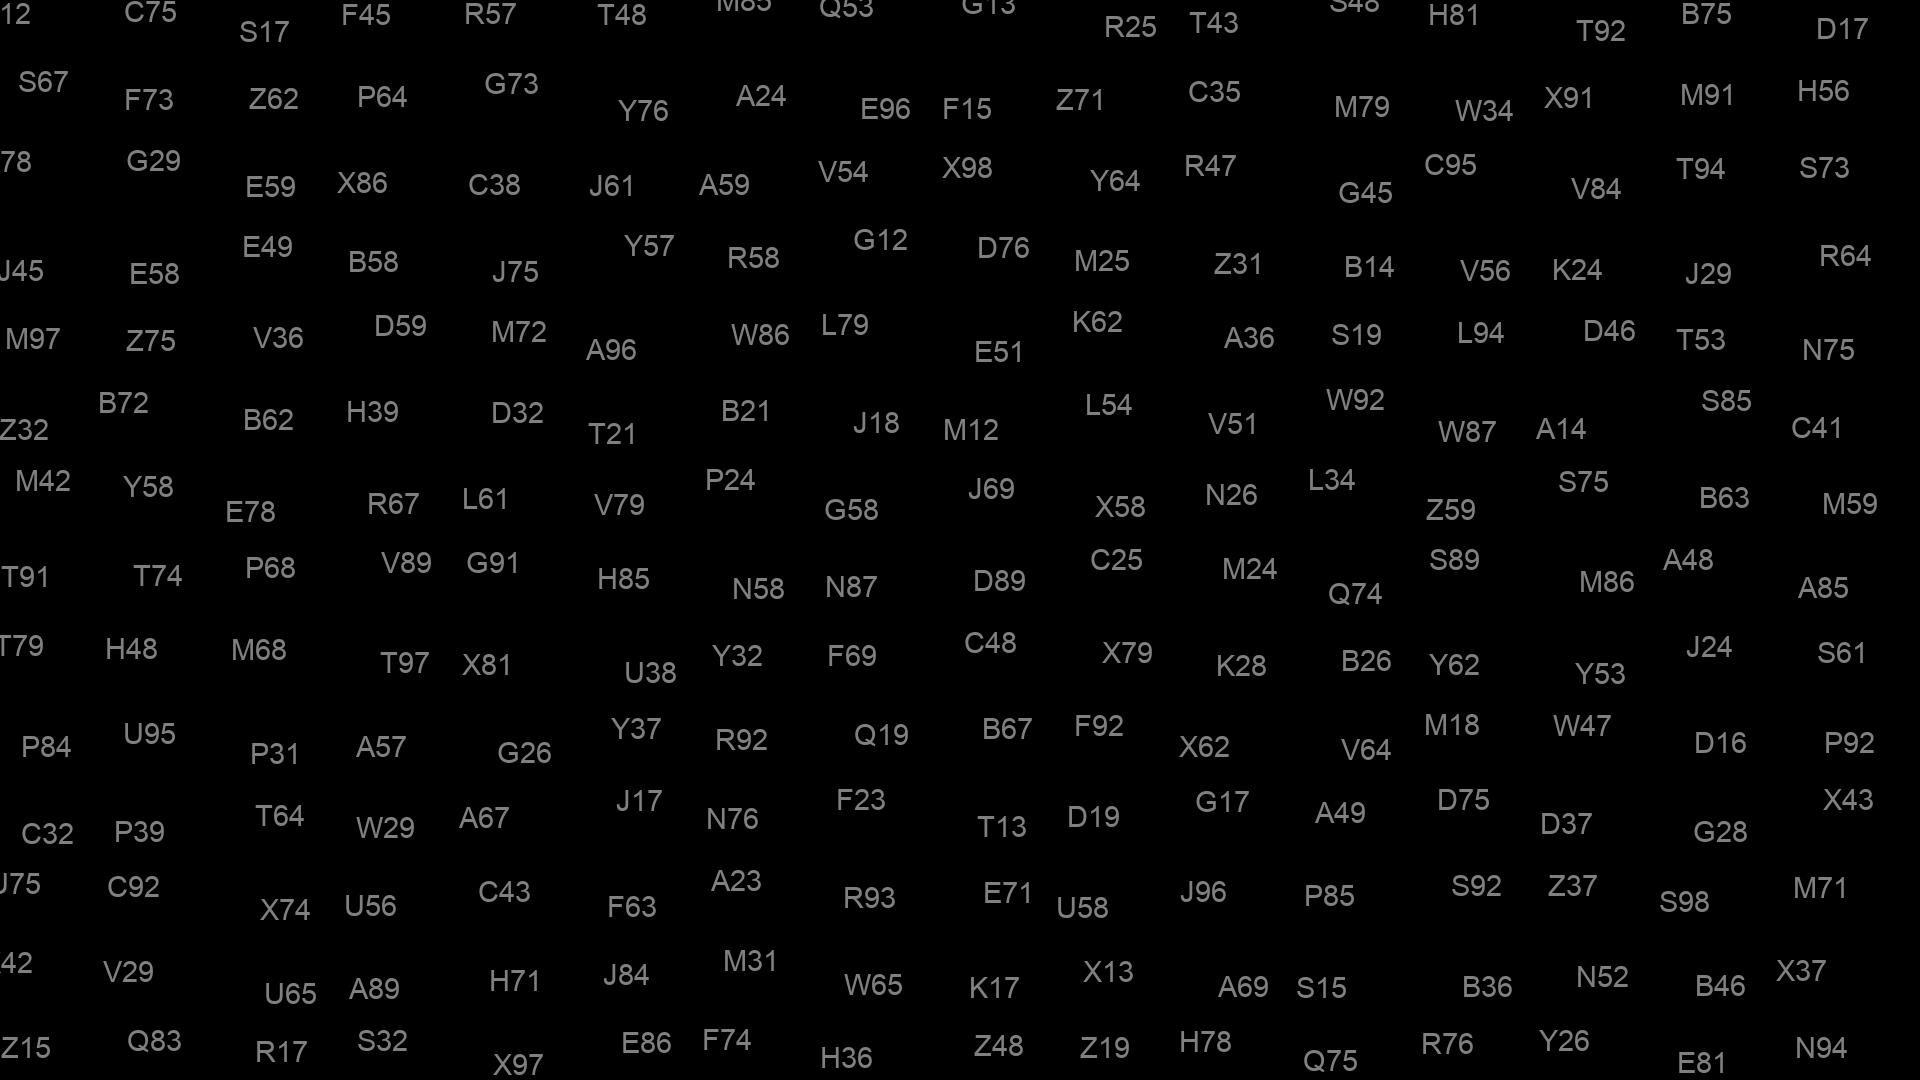 12 C75 S17 F45 R57 T48 M85 Q53 G13 R25 T43 S48 H81 T92 B75 D17
S67 F73 Z62 P64 G73 Y76 A24 E96 F15 Z71 C35 M79 W34 X91 M91 H56
78 G29 E59 X86 C38 J61 A59 V54 X98 Y64 R47 G45 C95 V84 T94 S73
J45 E58 E49 B58 J75 Y57 R58 G12 D76 M25 Z31 B14 V56 K24 J29 R64
M97 Z75 V36 D59 M72 A96 W86 L79 E51 K62 A36 S19 L94 D46 T53 N75
Z32 B72 B62 H39 D32 T21 B21 J18 M12 L54 V51 W92 W87 A14 S85 C41
M42 Y58 E78 R67 L61 V79 P24 G58 J69 X58 N26 L34 Z59 S75 B63 M59
T91 T74 P68 V89 G91 H85 N58 N87 D89 C25 M24 Q74 S89 M86 A48 A85
T79 H48 M68 T97 X81 U38 Y32 F69 C48 X79 K28 B26 Y62 Y53 J24 S61
P84 U95 P31 A57 G26 Y37 R92 Q19 B67 F92 X62 V64 M18 W47 D16 P92
C32 P39 T64 W29 A67 J17 N76 F23 T13 D19 G17 A49 D75 D37 G28 X43
75 C92 X74 U56 C43 F63 A23 R93 E71 U58 J96 P85 S92 Z37 S98 M71
42 V29 U65 A89 H71 J84 M31 W65 K17 X13 A69 S15 B36 N52 B46 X37
Z15 Q83 R17 S32 X97 E86 F74 H36 Z48 Z19 H78 Q75 R76 Y26 E81 N94